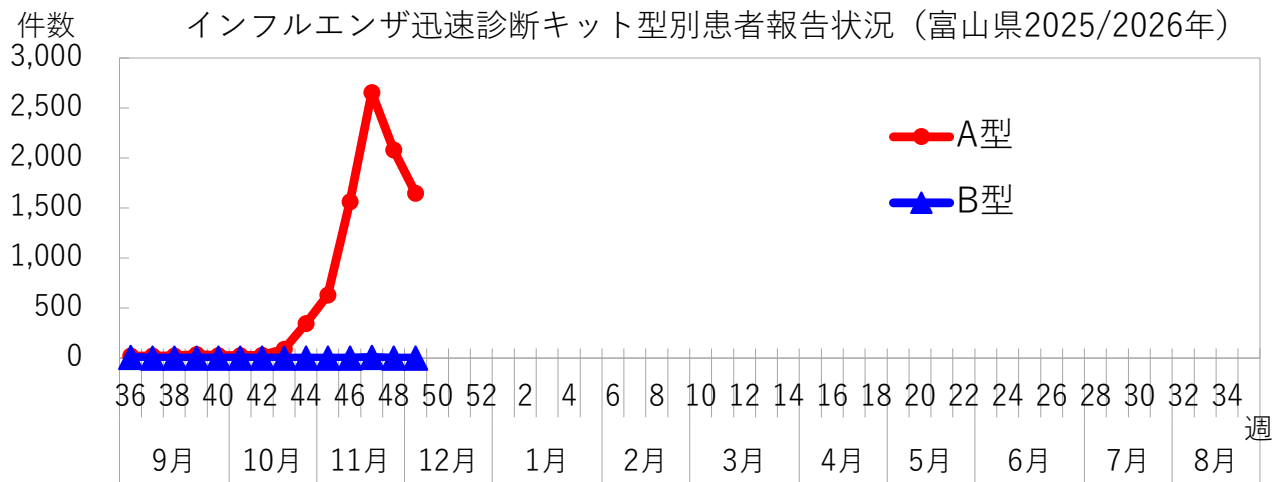 件数
インフルエンザ迅速診断キット型別患者報告状況（富山県2025/2026年）
3,000
2,500
2,000
1,500
1,000
500
0
A型
B型
36 38 40 42 44 46 48 50 52 2 4 6 8 10 12 14 16 18 20 22 24 26 28 30 32 34
週
9月 10月 11月 12月 1月 2月 3月 4月 5月 6月 7月 8月